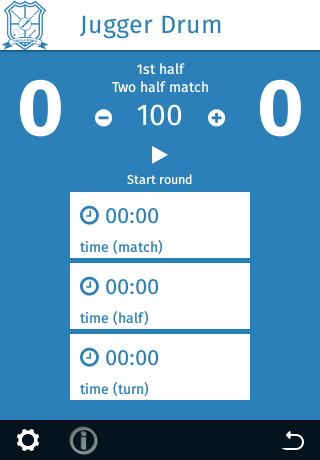 Jugger Drum
1st half
Two half match
0
100
0
Start round
00:00
time (match)
00:00
time (half)
00:00
time (turn)